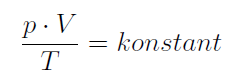 p · V / T = konstant